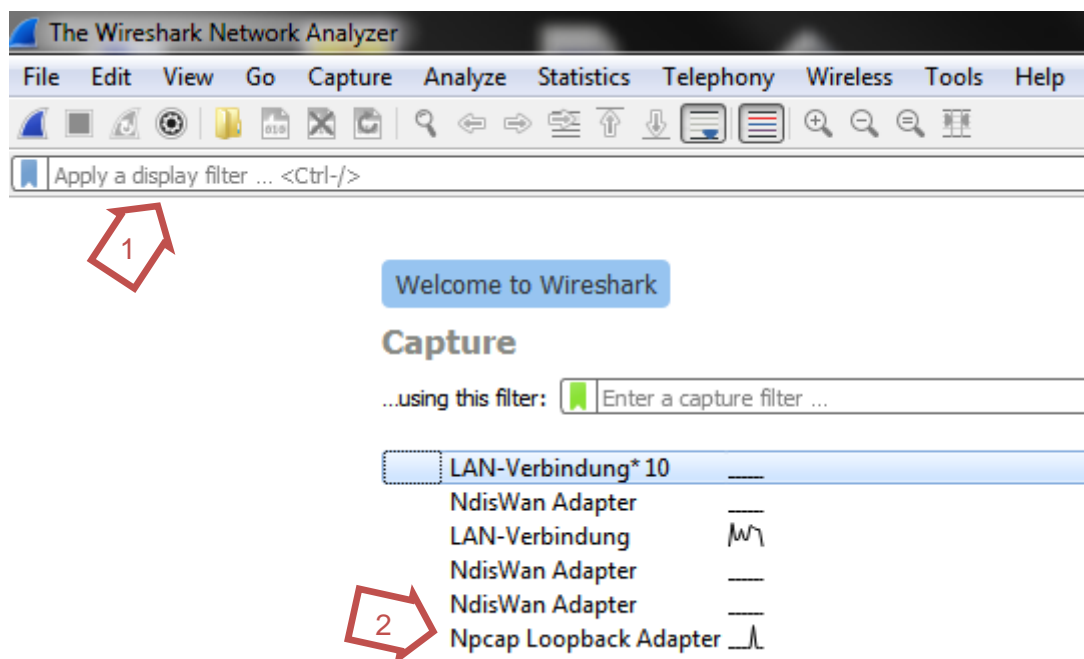 The Wireshark Network Analyzer
File Edit View Go Capture Analyze Statistics Telephony Wireless Tools Help
Apply a display filter ... <Ctrl-/>
1
Welcome to Wireshark
Capture
...using this filter: Enter a capture filter ...
LAN-Verbindung* 10
NdisWan Adapter
LAN-Verbindung
NdisWan Adapter
NdisWan Adapter
2
Npcap Loopback Adapter